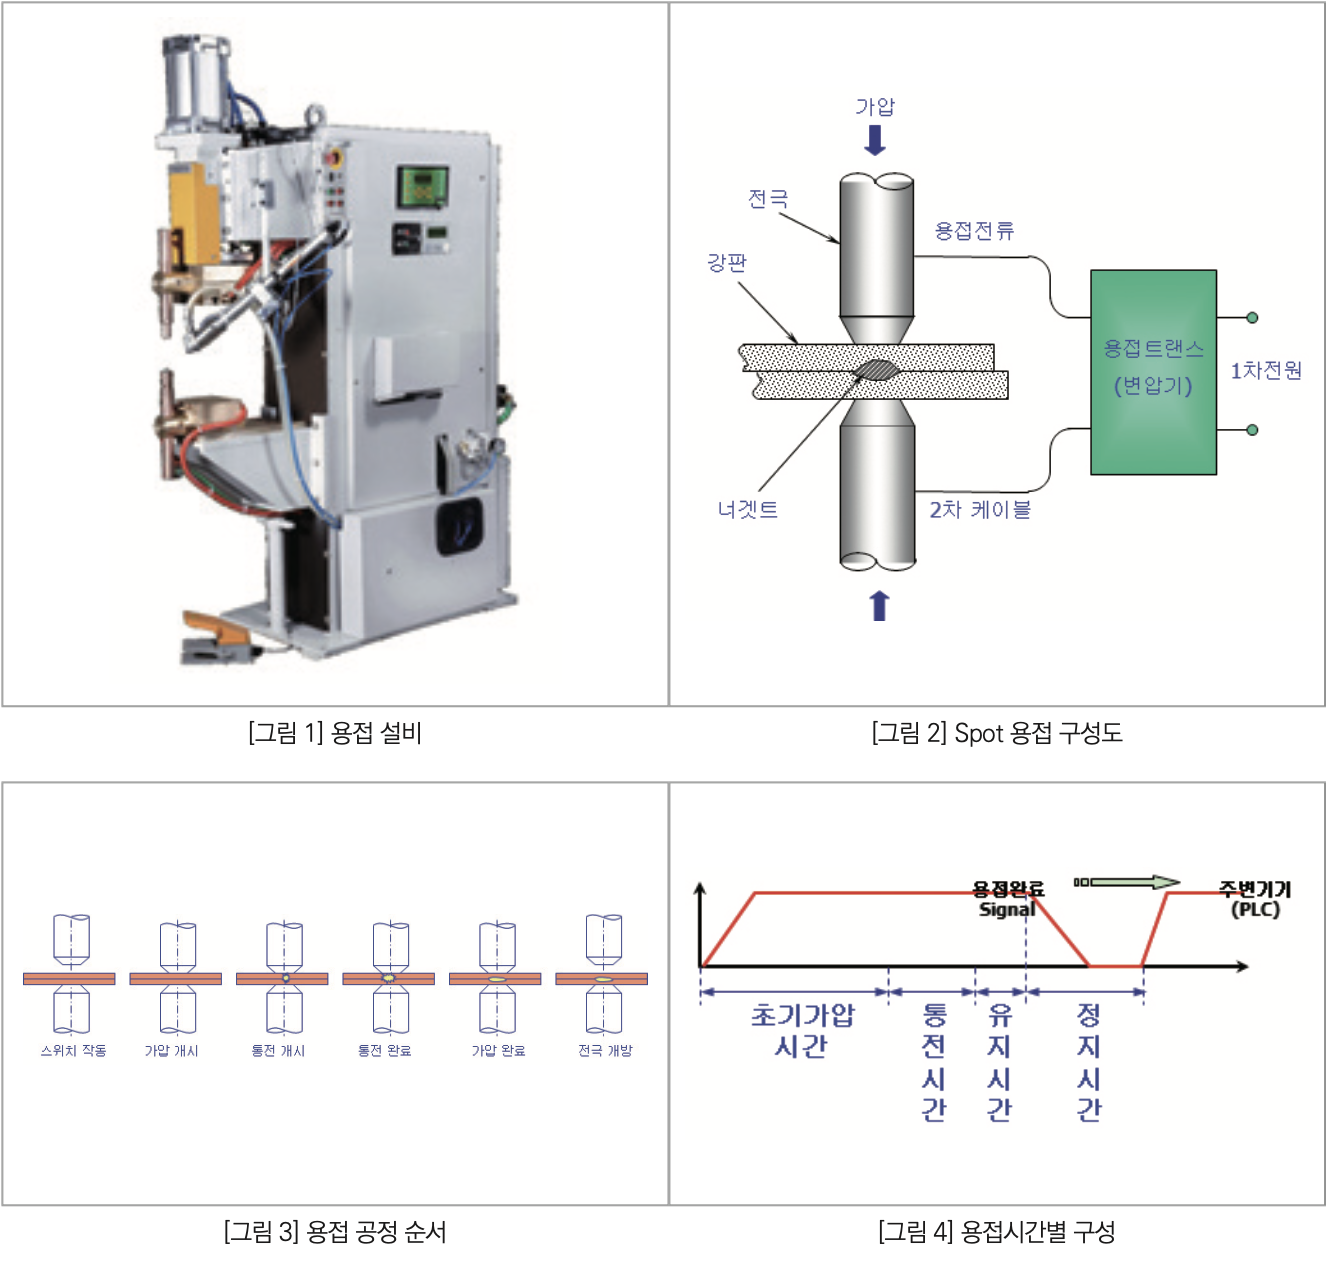 가압
전극
용접전류
강판
용접트랜스
(변압기)
1차전원
너겟트
2차 케이블
[그림 1] 용접 설비
[그림 2] Spot 용접 구성도
스위치 작동
가압 개시
통전 개시
통전 완료
가압 완료
전극 개방
용접완료
Signal
주변기기
(PLC)
초기가압
시간
통
전
시
간
유
지
시
간
정
지
시
간
[그림 3] 용접 공정 순서
[그림 4] 용접시간별 구성